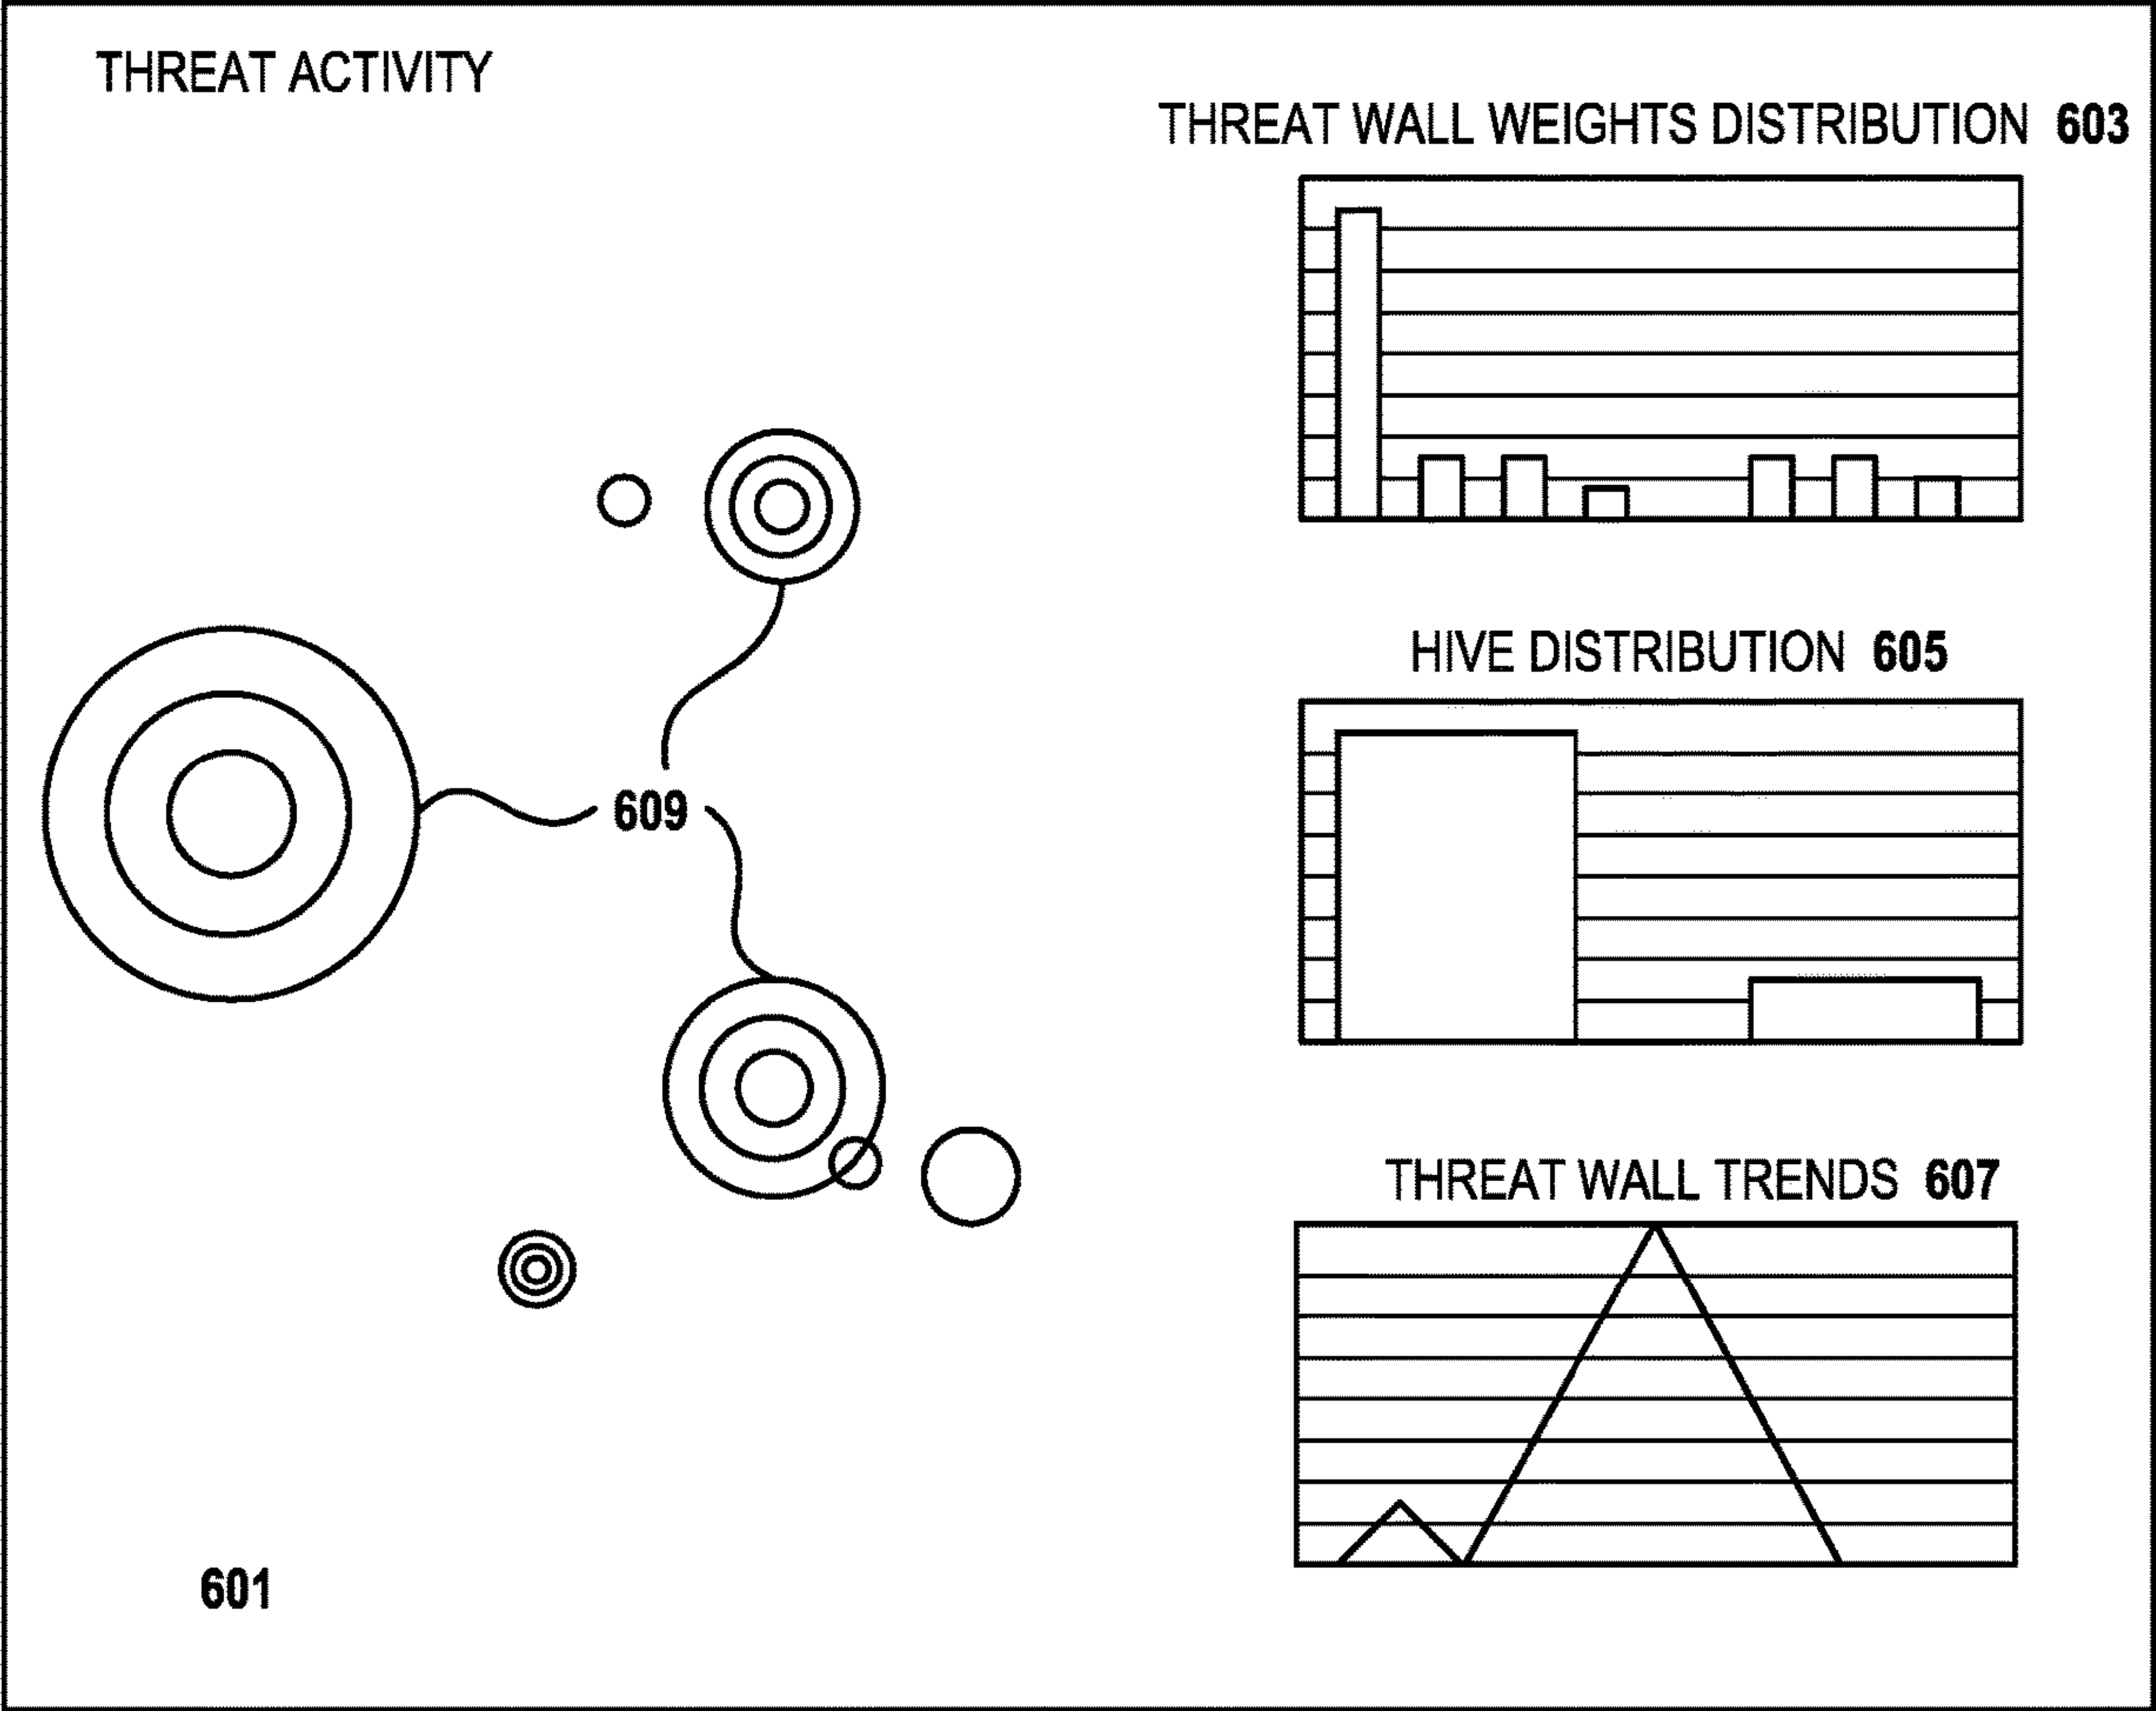 THREAT ACTIVITY
THREAT WALL WEIGHTS DISTRIBUTION 603
HIVE DISTRIBUTION 605
609
THREAT WALL TRENDS 607
601